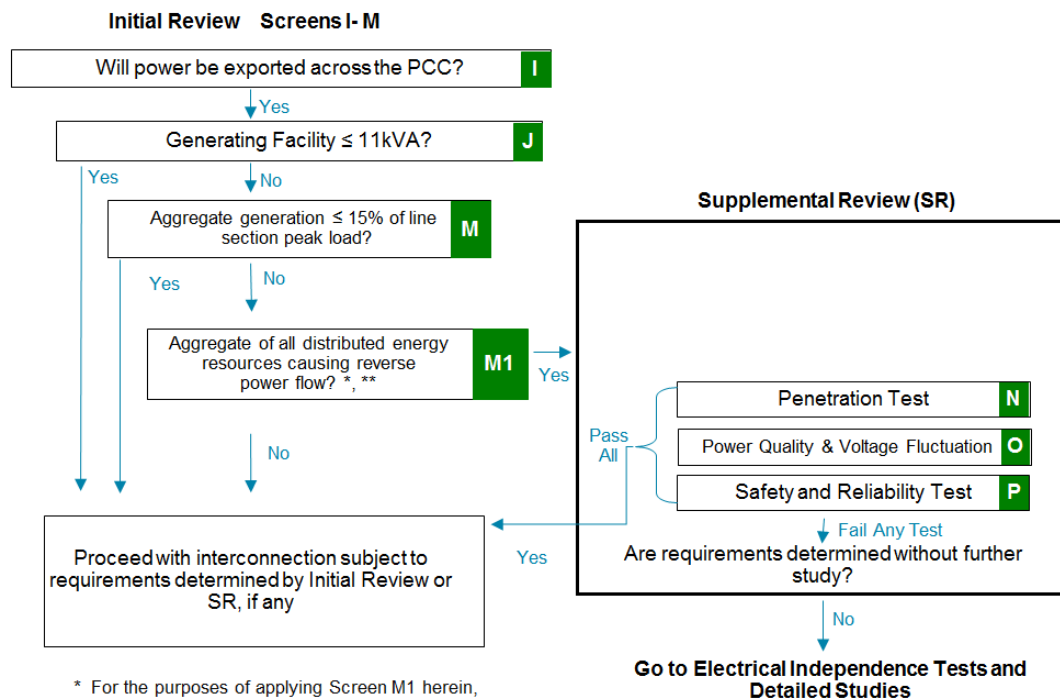 Initial Review Screens I- M
Will power be exported across the PCC?
I
Yes
Generating Facility ≤ 11kVA?
J
Yes
No
Aggregate generation ≤ 15% of line
section peak load?
M
Yes
No
Aggregate of all distributed energy
resources causing reverse
power flow? *, **
M1
Yes
No
Supplemental Review (SR)
Penetration Test
N
Power Quality & Voltage Fluctuation
O
Safety and Reliability Test
P
Pass
All
Fail Any Test
Are requirements determined without further
study?
Yes
No
Proceed with interconnection subject to
requirements determined by Initial Review or
SR, if any
Go to Electrical Independence Tests and
Detailed Studies
* For the purposes of applying Screen M1 herein,